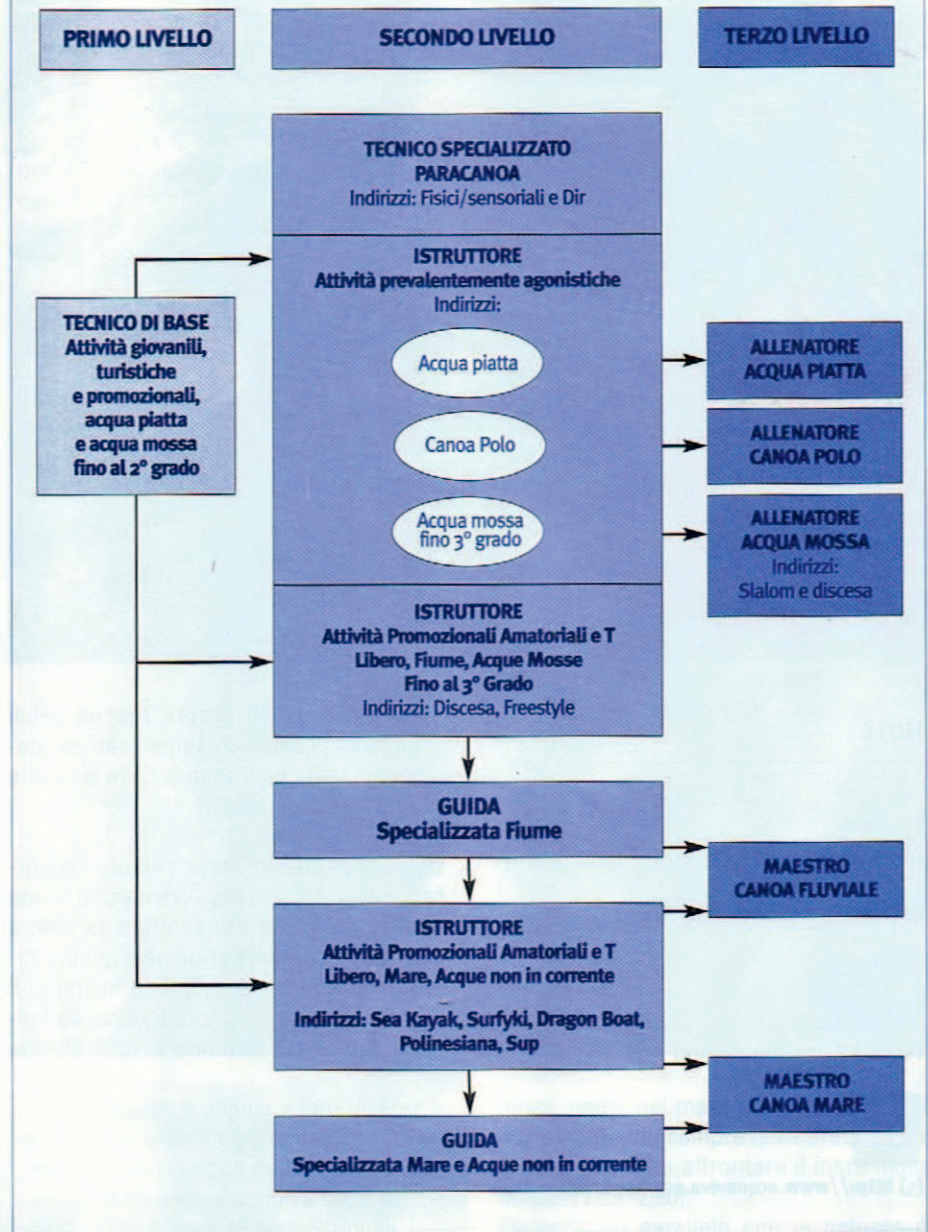 PRIMO LIVELLO
SECONDO LIVELLO
TERZO LIVELLO
TECNICO SPECIALIZZATO
PARACANOA
Indirizzi: Fisici/sensoriali e Dir
ISTRUTTORE
Attività prevalentemente agonistiche
Indirizzi:
Acqua piatta
Canoa Polo
Acqua mossa
fino 3° grado
TECNICO DI BASE
Attività giovanili,
turistiche
e promozionali,
acqua piatta
e acqua mossa
fino al 2° grado
ALLENATORE
ACQUA PIATTA
ALLENATORE
CANOA POLO
ALLENATORE
ACQUA MOSSA
Indirizzi:
Slalom e discesa
ISTRUTTORE
Attività Promozionali Amatoriali e T
Libero, Fiume, Acque Mosse
Fino al 3° Grado
Indirizzi: Discesa, Freestyle
GUIDA
Specializzata Fiume
MAESTRO
CANOA FLUVIALE
ISTRUTTORE
Attività Promozionali Amatoriali e T
Libero, Mare, Acque non in corrente
Indirizzi: Sea Kayak, Surfyki, Dragon Boat,
Polinesiana, Sup
MAESTRO
CANOA MARE
GUIDA
Specializzata Mare e Acque non in corrente